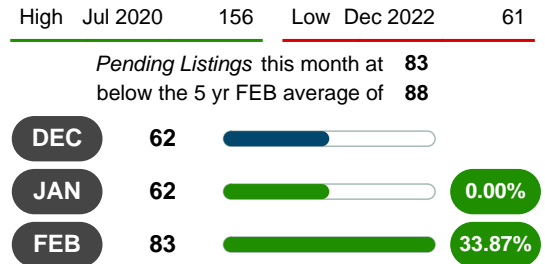 High Jul 2020 156 Low Dec 2022 61
Pending Listings this month at 83
below the 5 yr FEB average of 88
DEC 62
JAN 62 0.00%
FEB 83 33.87%